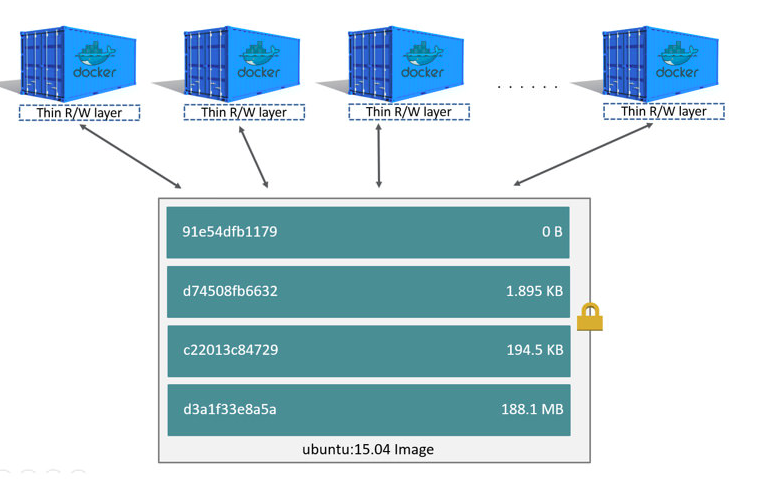 docker docker docker docker
. . . . . .
Thin R/W layer Thin R/W layer Thin R/W layer Thin R/W layer
91e54dfb1179 0 B
d74508fb6632 1.895 KB
c22013c84729 194.5 KB
d3a1f33e8a5a 188.1 MB
ubuntu:15.04 Image